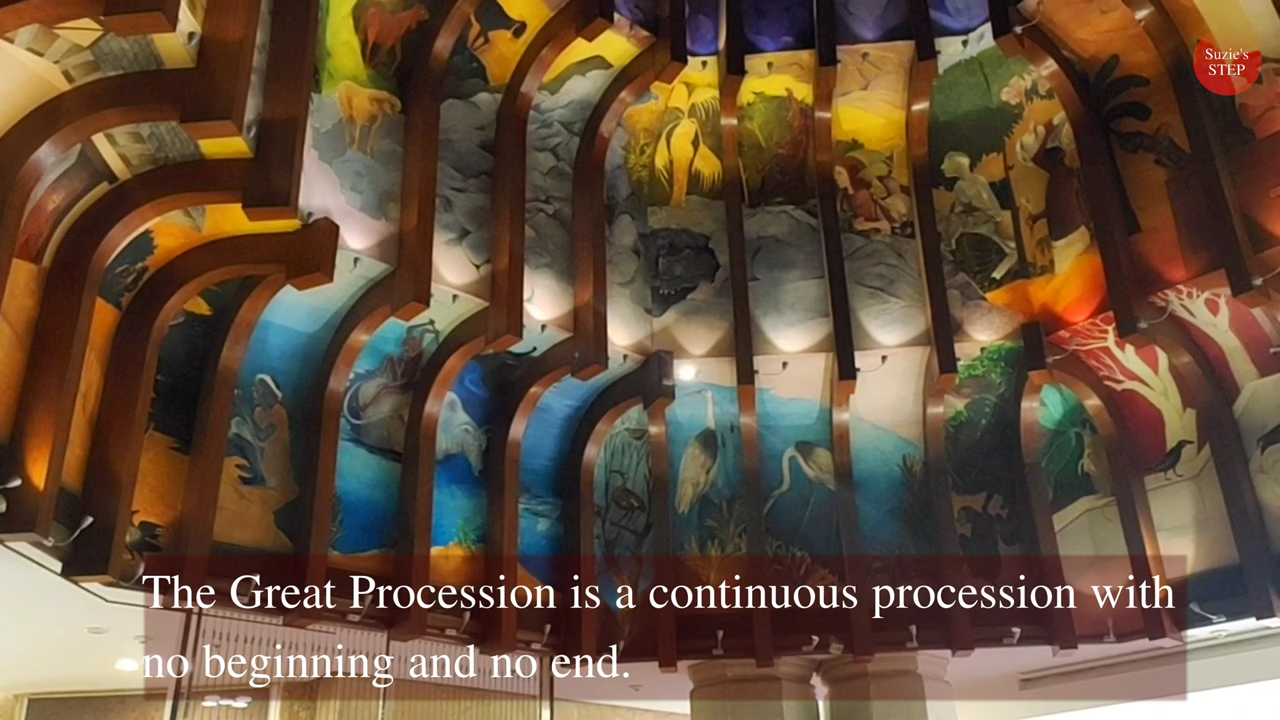 Suzie's
STEP
The Great Procession is a continuous procession with
no beginning and no end.